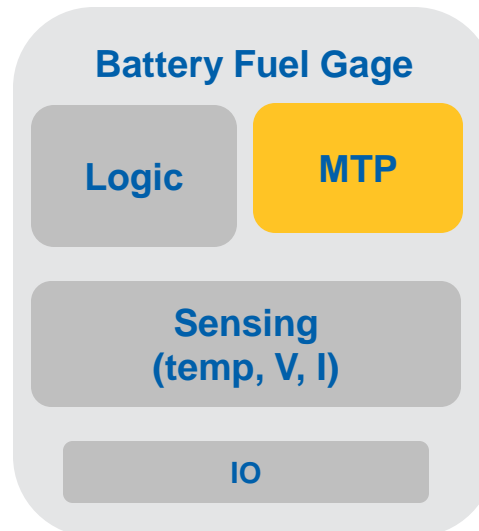 Battery Fuel Gage
Logic
MTP
Sensing
(temp, V, I)
IO